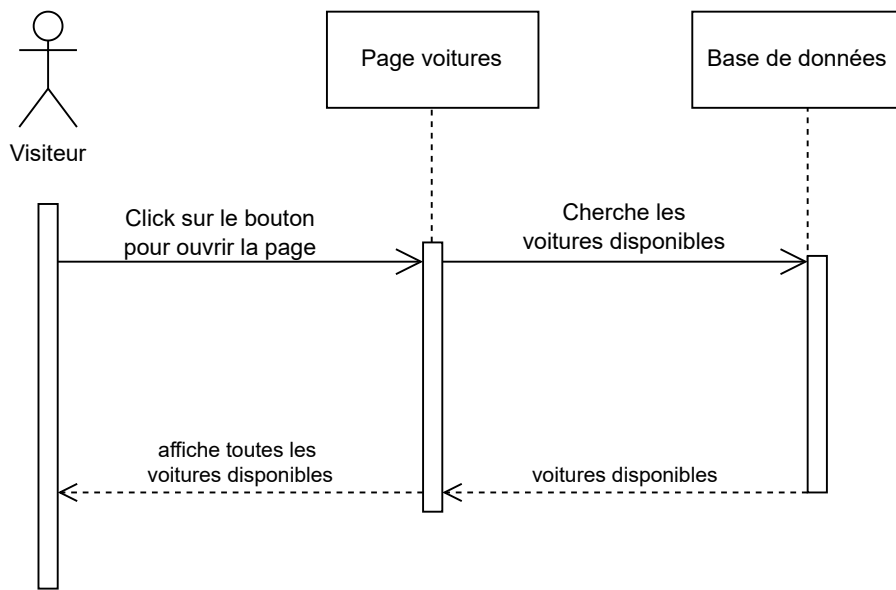 Page voitures
Base de données
Visiteur
Click sur le bouton
pour ouvrir la page
Cherche les
voitures disponibles
affiche toutes les
voitures disponibles
voitures disponibles